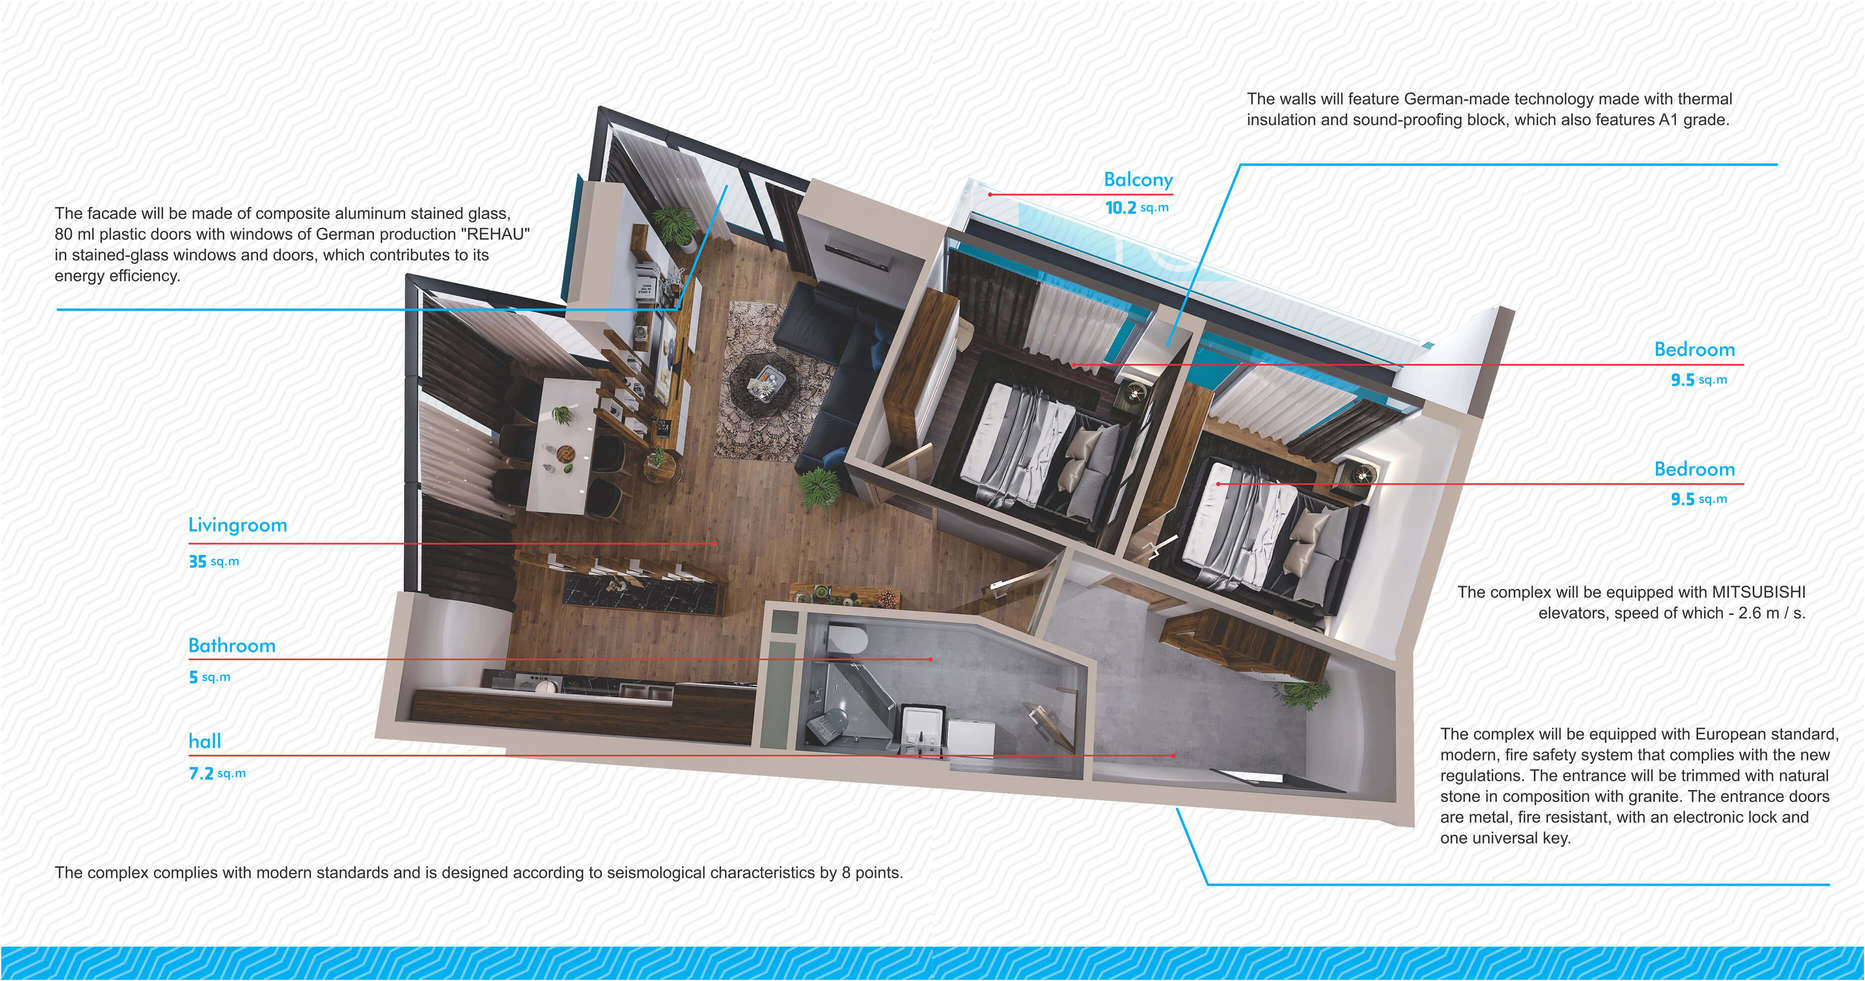 The walls will feature German-made technology made with thermal
insulation and sound-proofing block, which also features A1 grade.
Balcony
10.2 sq.m
The facade will be made of composite aluminum stained glass,
80 ml plastic doors with windows of German production "REHAU"
in stained-glass windows and doors, which contributes to its
energy efficiency.
Bedroom
9.5 sq.m
Bedroom
9.5 sq.m
Livingroom
35 sq.m
The complex will be equipped with MITSUBISHI
elevators, speed of which - 2.6 m / s.
Bathroom
5 sq.m
hall
7.2 sq.m
The complex will be equipped with European standard,
modern, fire safety system that complies with the new
regulations. The entrance will be trimmed with natural
stone in composition with granite. The entrance doors
are metal, fire resistant, with an electronic lock and
one universal key.
The complex complies with modern standards and is designed according to seismological characteristics by 8 points.